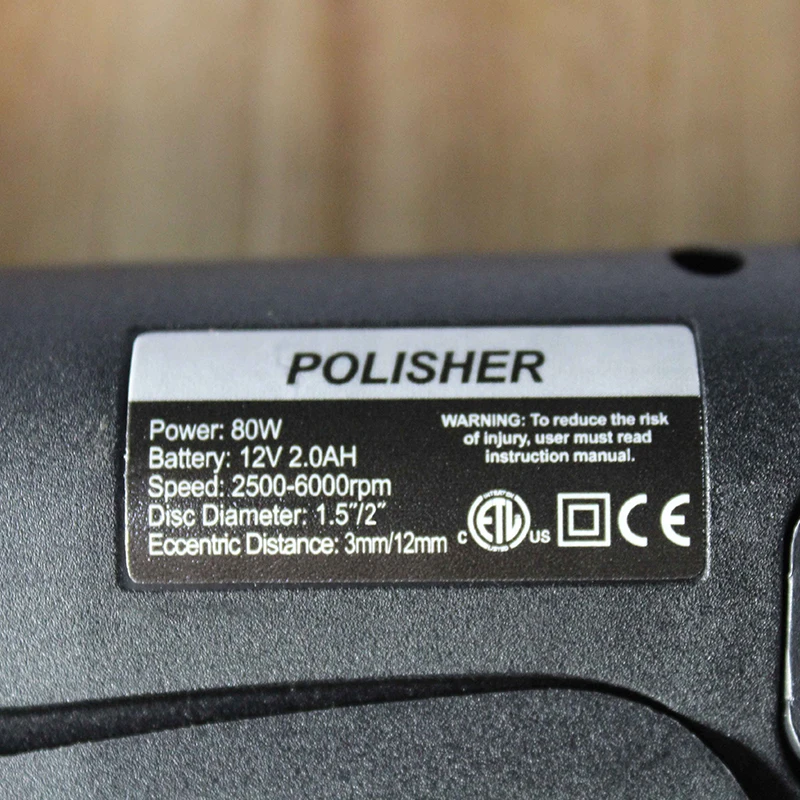 POLISHER
Power: 80W
Battery: 12V 2.0AH
Speed: 2500-6000rpm
Disc Diameter: 1.5"/2"
Eccentric Distance: 3mm/12mm
WARNING: To reduce the risk
of injury, user must read
instruction manual.
c ETL US CE